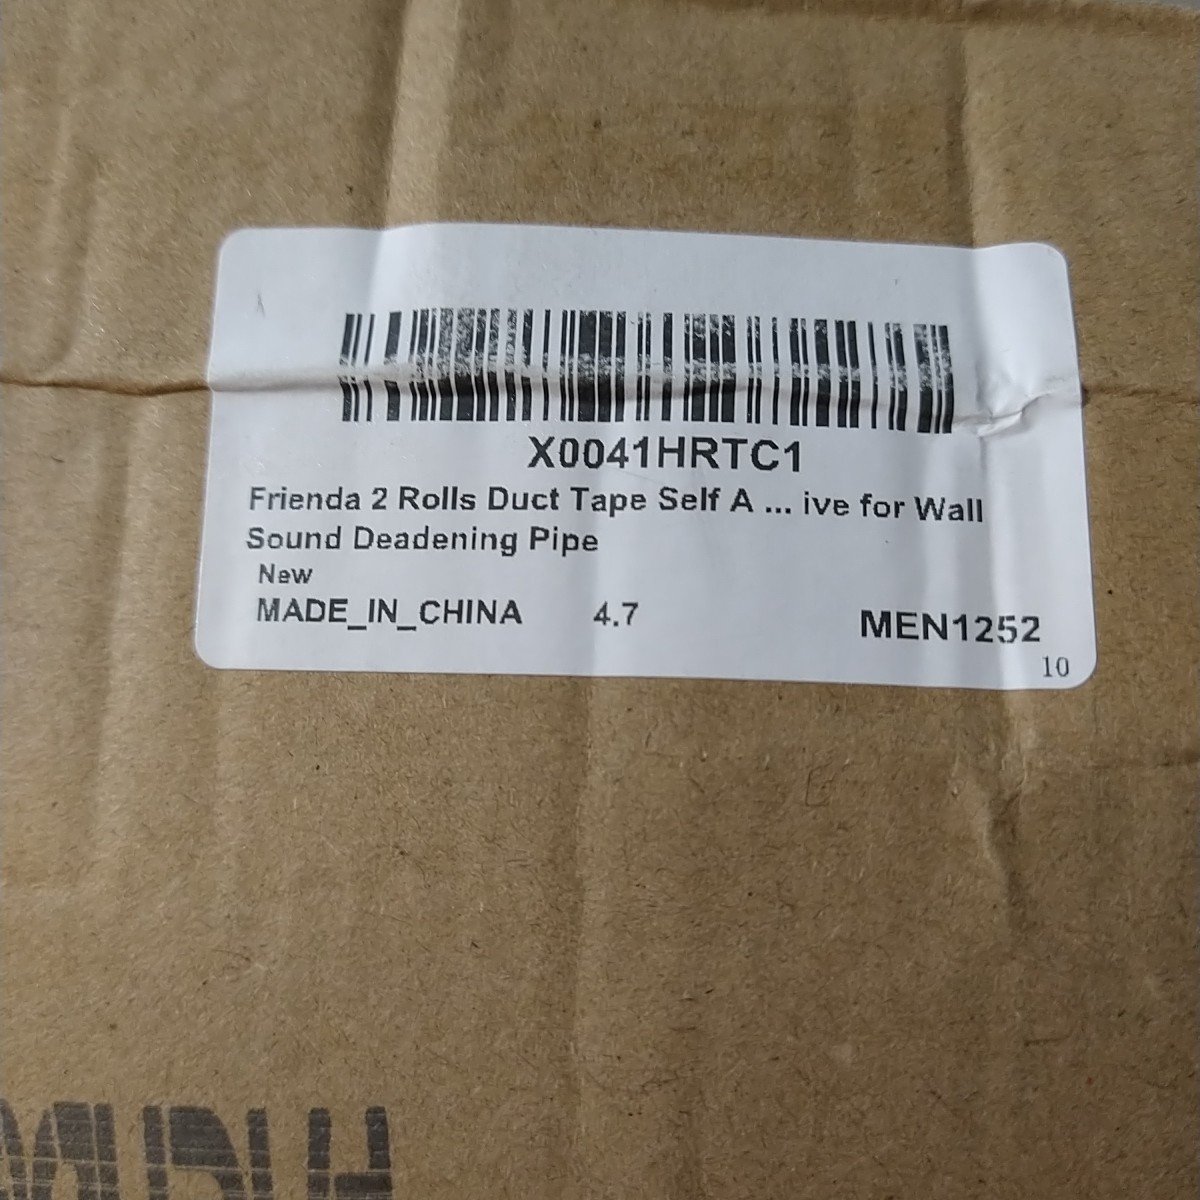 X0041HRTC1
Frienda 2 Rolls Duct Tape Self A ... ive for Wall
Sound Deadening Pipe
New
MADE_IN_CHINA 4.7 MEN1252
10